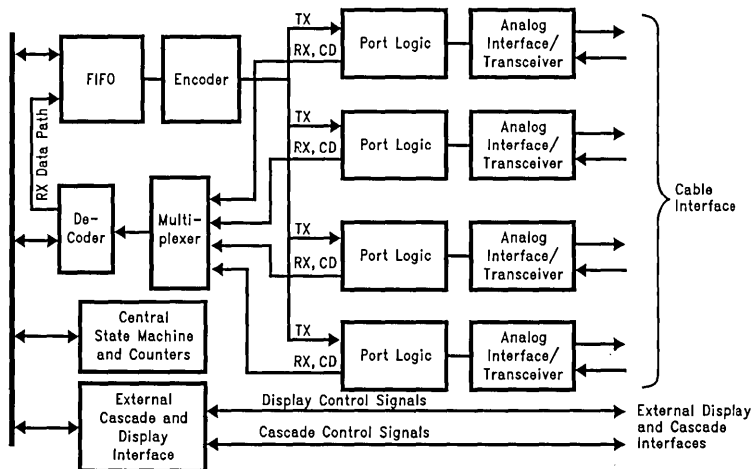 TX
RX, CD
Port Logic
Analog
Interface/
Transceiver
FIFO
Encoder
RX Data Path
TX
RX, CD
Port Logic
Analog
Interface/
Transceiver
De-
Coder
Multi-
plexer
Cable
Interface
TX
RX, CD
Port Logic
Analog
Interface/
Transceiver
Central
State Machine
and Counters
TX
RX, CD
Port Logic
Analog
Interface/
Transceiver
External
Cascade and
Display
Interface
Display Control Signals
Cascade Control Signals
External Display
and Cascade
Interfaces